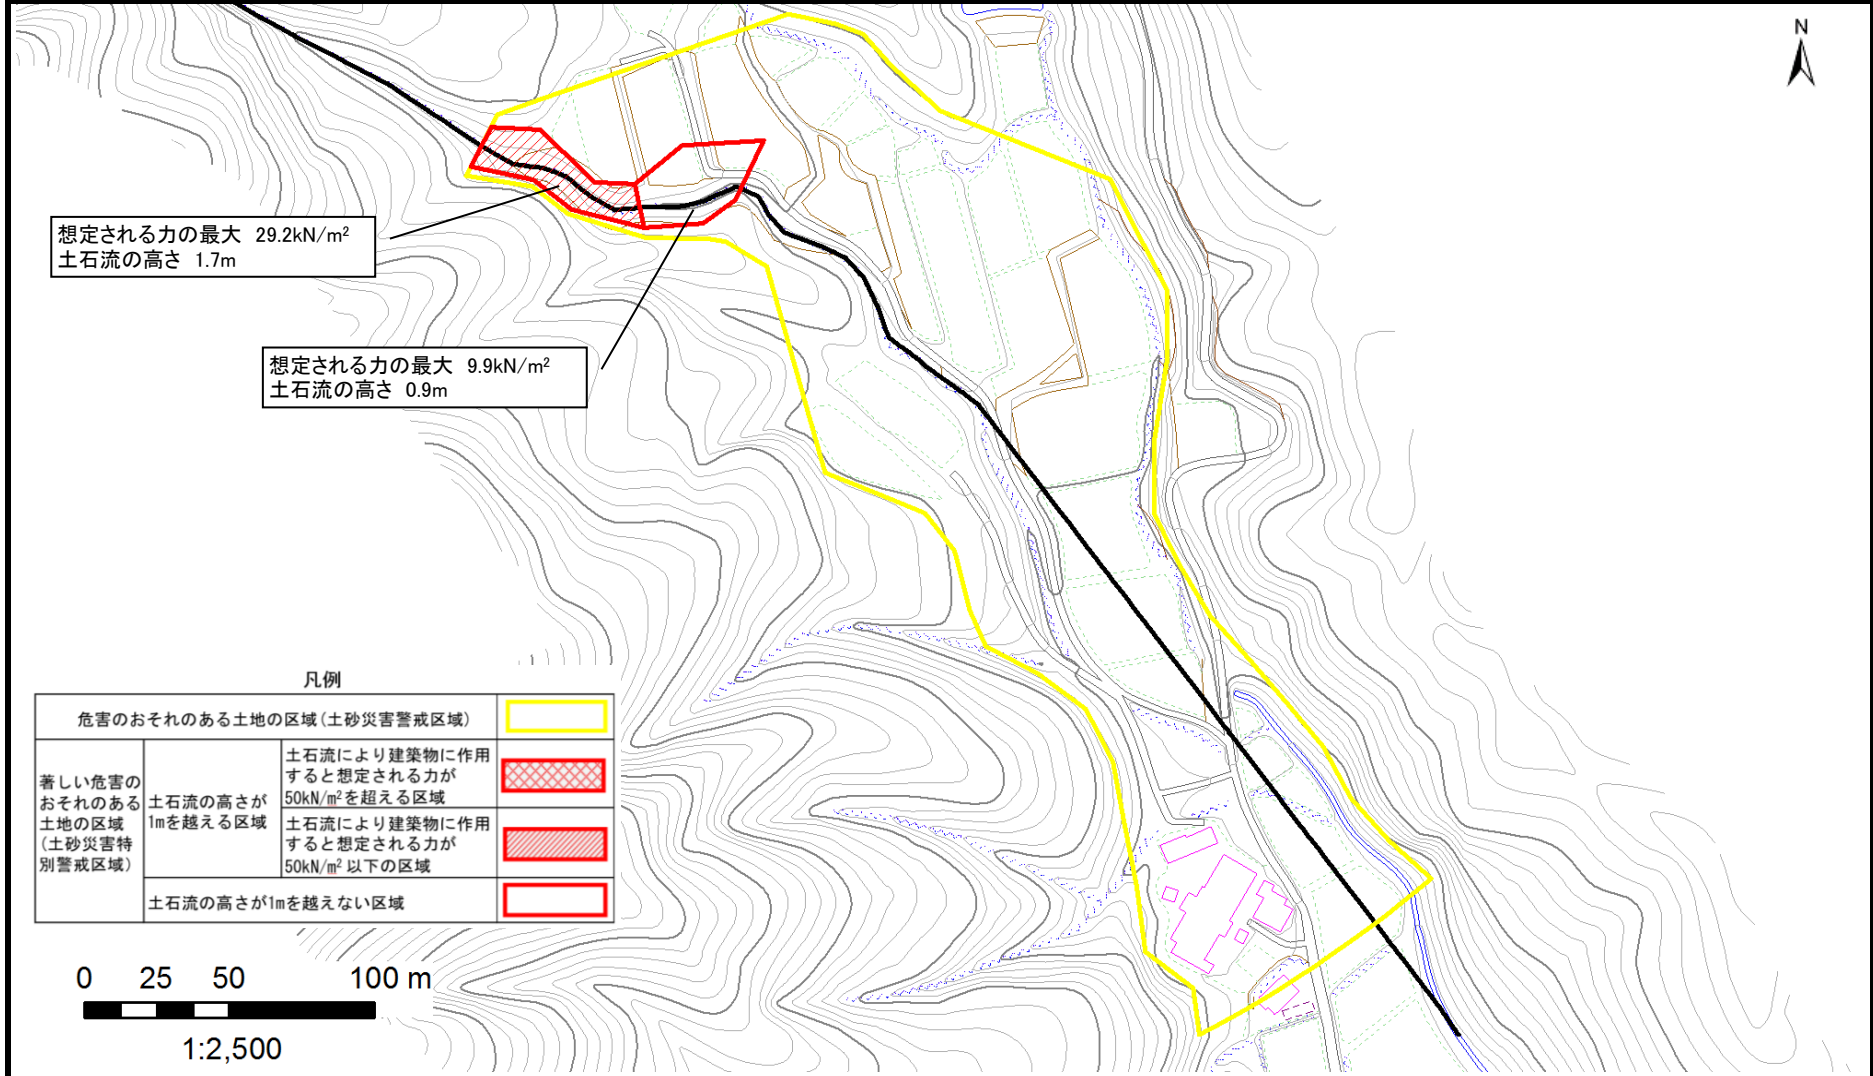 N
想定される力の最大 29.2kN/m²
土石流の高さ 1.7m
想定される力の最大 9.9kN/m²
土石流の高さ 0.9m
凡例
危害のおそれのある土地の区域(土砂災害警戒区域)
著しい危害の
おそれのある
土地の区域
(土砂災害特
別警戒区域)
土石流の高さが
1mを越える区域
土石流により建築物に作用
すると想定される力が
50kN/m²を超える区域
土石流により建築物に作用
すると想定される力が
50kN/m²以下の区域
土石流の高さが1mを越えない区域
0 25 50 100 m
1:2,500